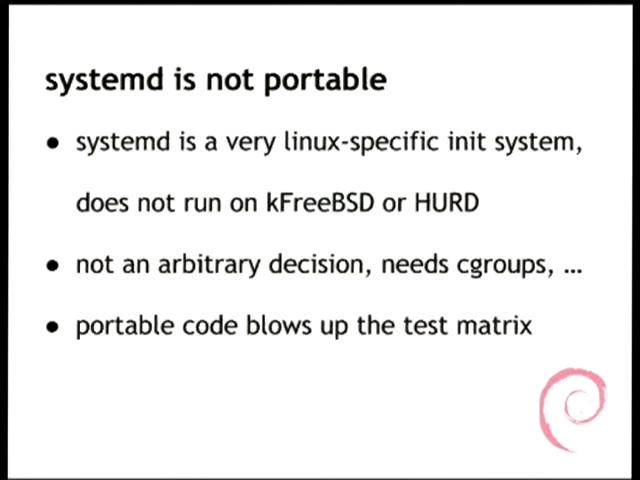 systemd is not portable
● systemd is a very linux-specific init system,
does not run on kFreeBSD or HURD
● not an arbitrary decision, needs cgroups, ...
● portable code blows up the test matrix